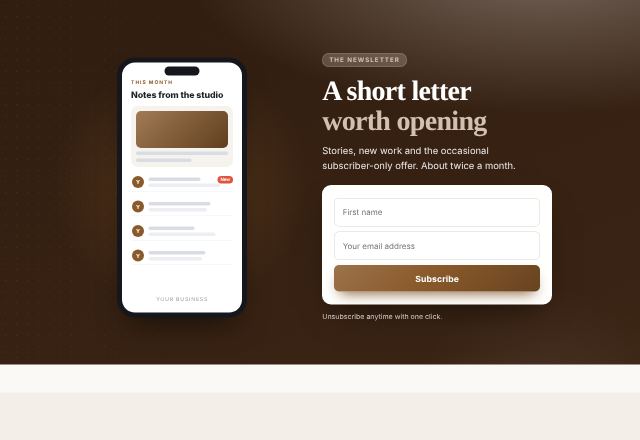 THIS MONTH
Notes from the studio
New
Y
Y
Y
Y
YOUR BUSINESS
THE NEWSLETTER
A short letter
worth opening
Stories, new work and the occasional
subscriber-only offer. About twice a month.
First name
Your email address
Subscribe
Unsubscribe anytime with one click.